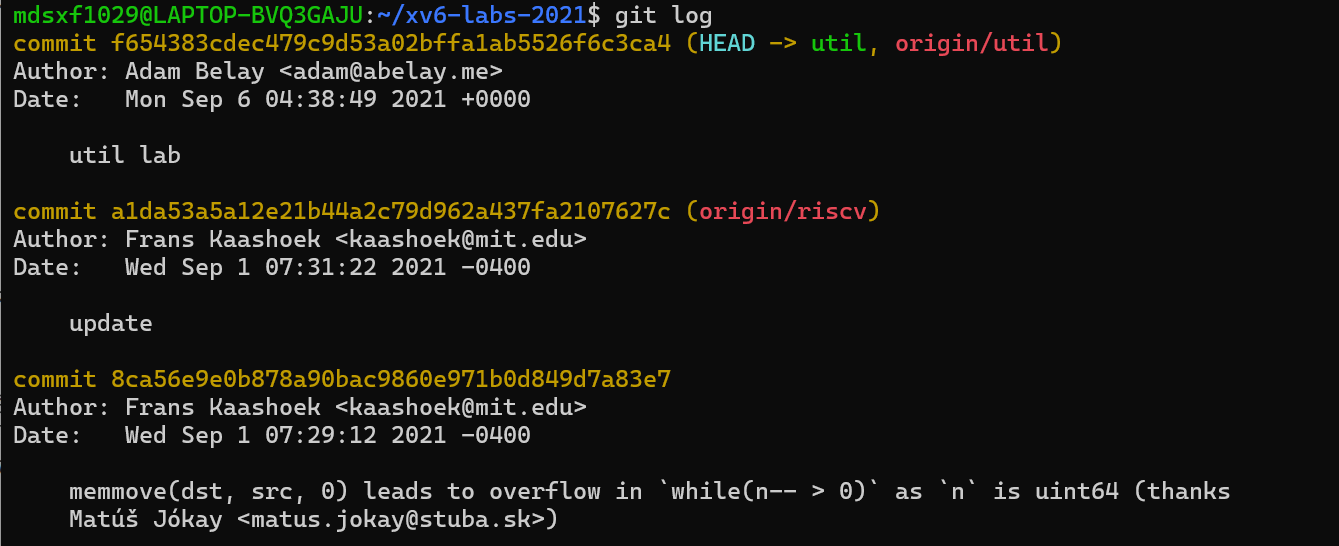 mdsxf1029@LAPTOP-BVQ3GAJU:~/xv6-labs-2021$ git log
commit f654383cdec479c9d53a02bffa1ab5526f6c3ca4 (HEAD -> util, origin/util)
Author: Adam Belay <adam@abelay.me>
Date:   Mon Sep 6 04:38:49 2021 +0000
util lab
commit a1da53a5a12e21b44a2c79d962a437fa2107627c (origin/riscv)
Author: Frans Kaashoek <kaashoek@mit.edu>
Date:   Wed Sep 1 07:31:22 2021 -0400
update
commit 8ca56e9e0b878a90bac9860e971b0d849d7a83e7
Author: Frans Kaashoek <kaashoek@mit.edu>
Date:   Wed Sep 1 07:29:12 2021 -0400
memmove(dst, src, 0) leads to overflow in `while(n-- > 0)` as `n` is uint64 (thanks
Matúš Jókay <matus.jokay@stuba.sk>)